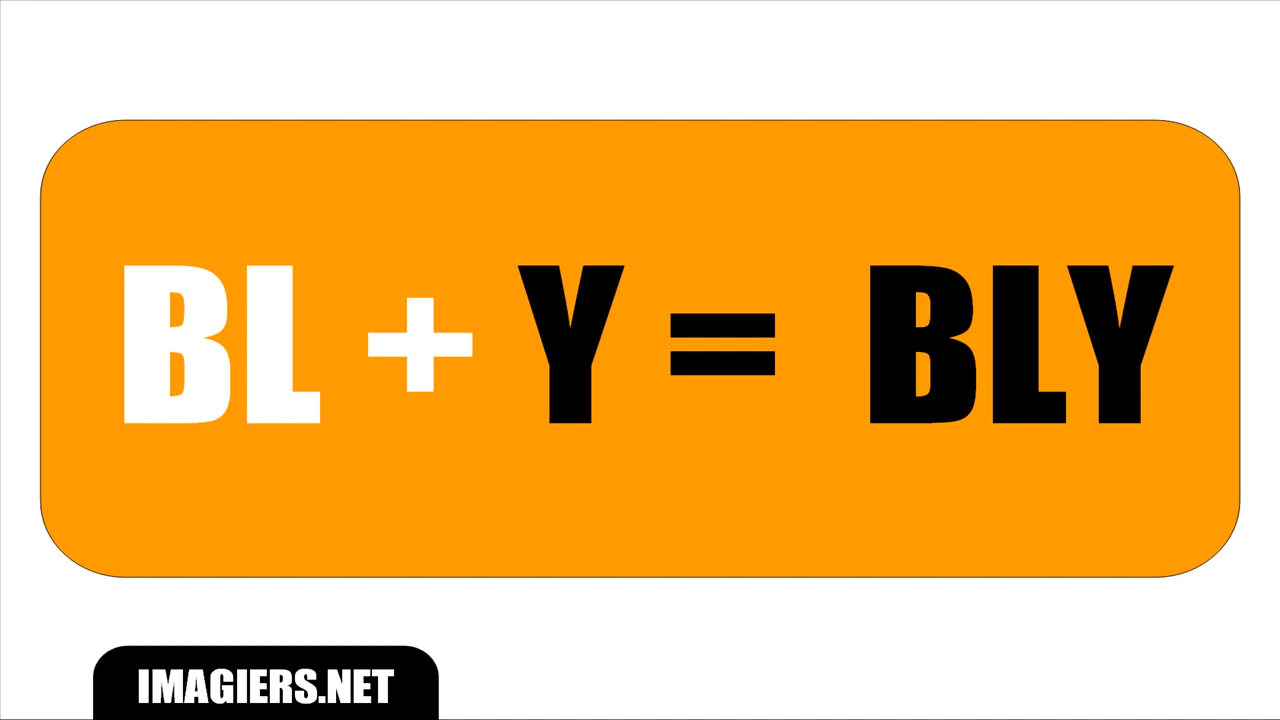 BL + Y = BLY
IMAGIERS.NET